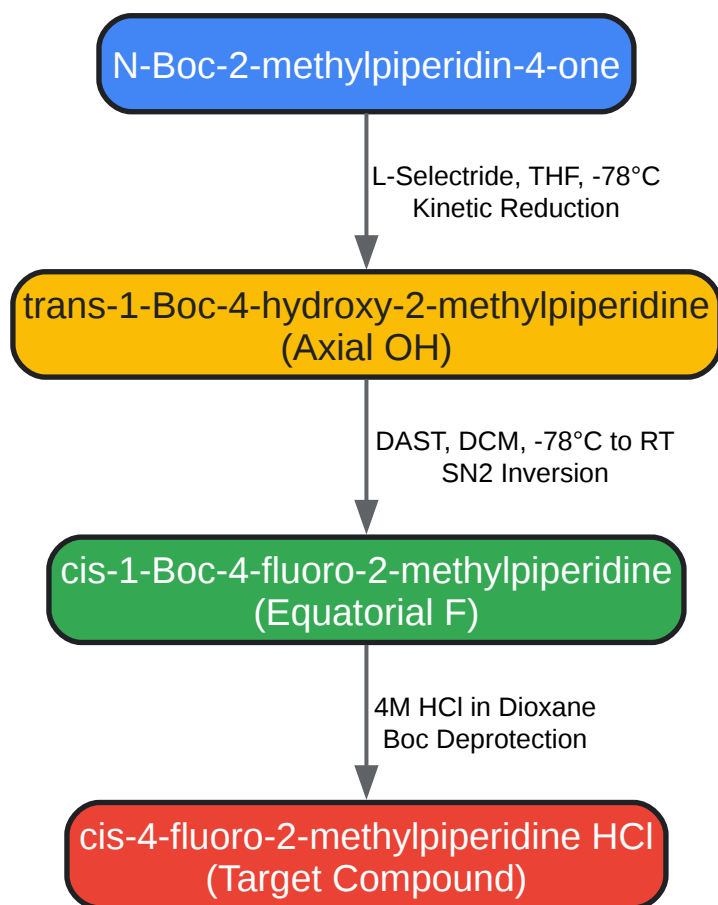 N-Boc-2-methylpiperidin-4-one
L-Selectride, THF, -78°C
Kinetic Reduction
trans-1-Boc-4-hydroxy-2-methylpiperidine
(Axial OH)
DAST, DCM, -78°C to RT
SN2 Inversion
cis-1-Boc-4-fluoro-2-methylpiperidine
(Equatorial F)
4M HCl in Dioxane
Boc Deprotection
cis-4-fluoro-2-methylpiperidine HCl
(Target Compound)